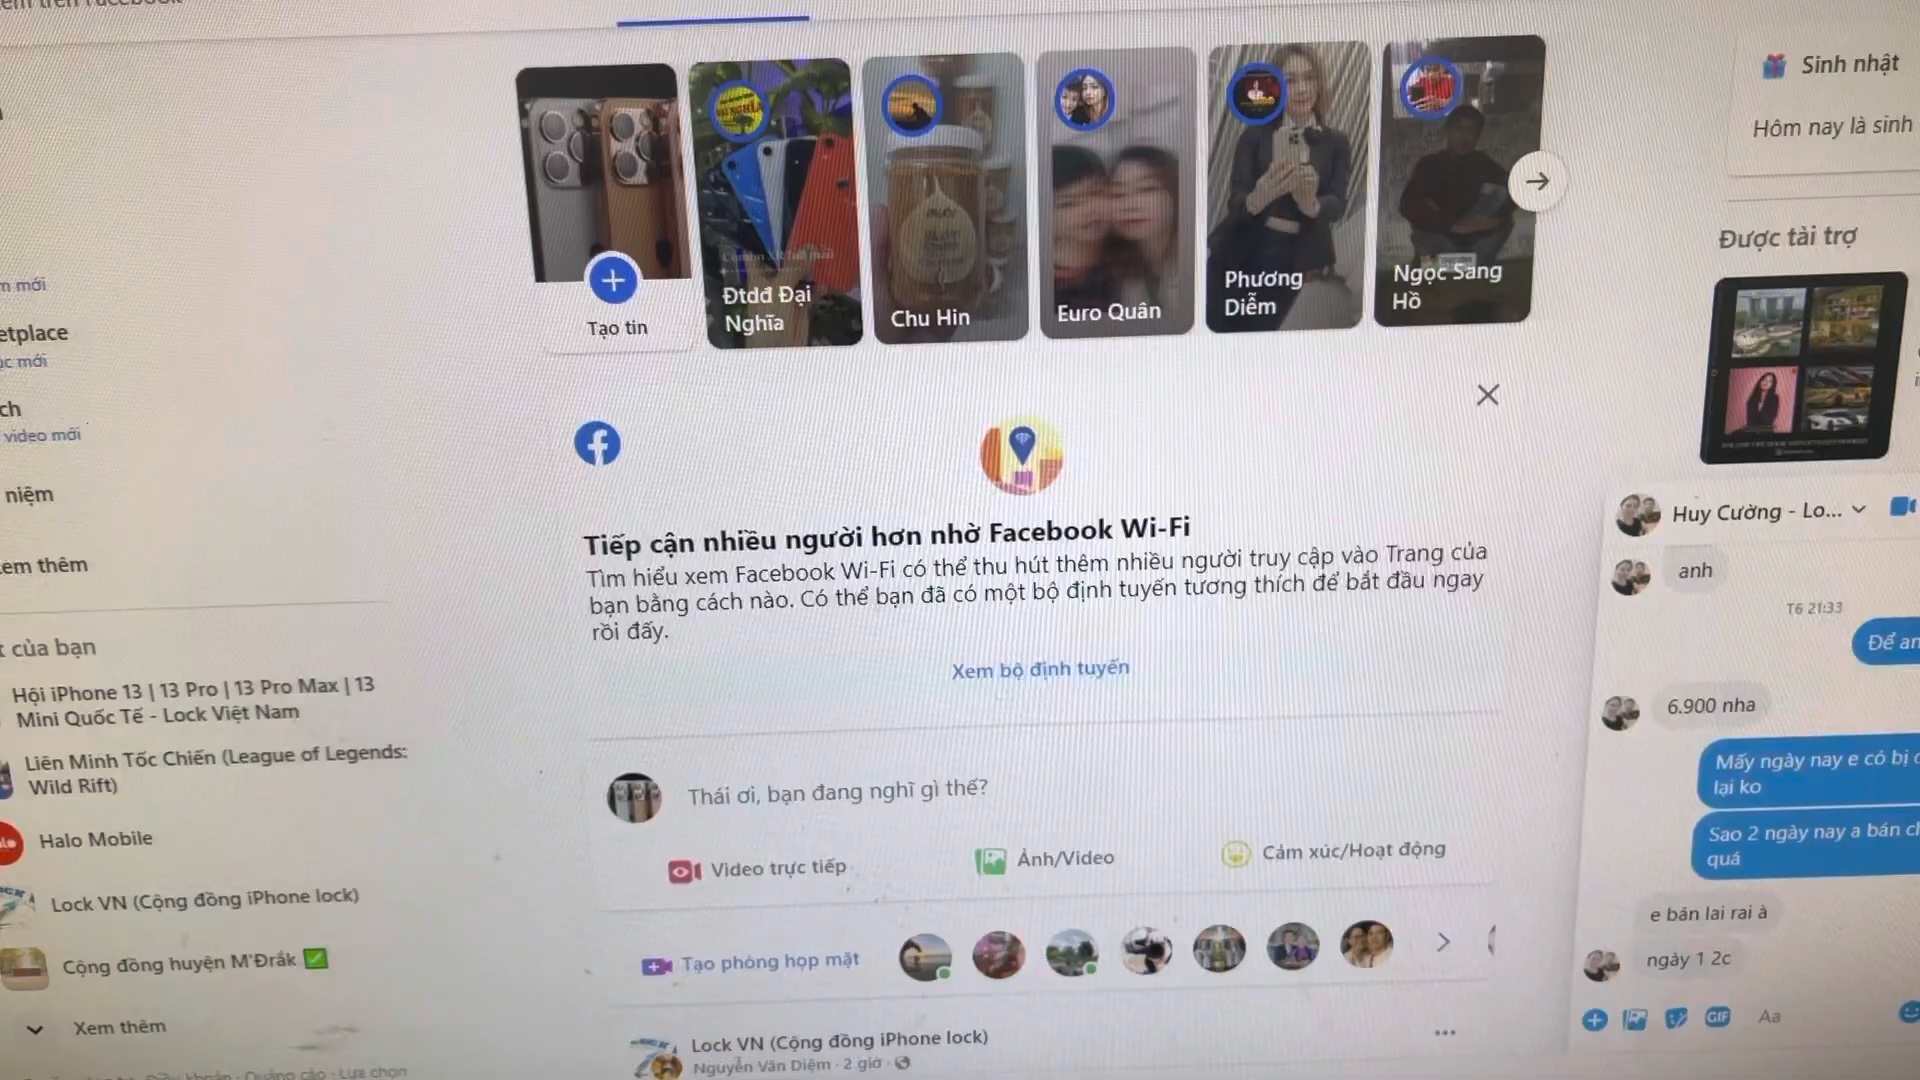 Sinh nhật
Hôm nay là sinh
Được tài trợ
Tạo tin
Đtdđ Đại
Nghĩa
Chu Hin
Euro Quân
Phương
Diễm
Ngọc Sang
Hồ
mới
etplace
mới
ch
video mới
niệm
em thêm
của bạn
Hội iPhone 13 | 13 Pro | 13 Pro Max | 13
Mini Quốc Tế - Lock Việt Nam
Liên Minh Tốc Chiến (League of Legends:
Wild Rift)
Halo Mobile
Lock VN (Cộng đồng iPhone lock)
Cộng đồng huyện M'Đrắk
Xem thêm
Tiếp cận nhiều người hơn nhờ Facebook Wi-Fi
Tìm hiểu xem Facebook Wi-Fi có thể thu hút thêm nhiều người truy cập vào Trang của
bạn bằng cách nào. Có thể bạn đã có một bộ định tuyến tương thích để bắt đầu ngay
rồi đấy.
Xem bộ định tuyến
Thái ơi, bạn đang nghĩ gì thế?
Video trực tiếp
Ảnh/Video
Cảm xúc/Hoạt động
Tạo phòng họp mặt
Lock VN (Cộng đồng iPhone lock)
Nguyễn Văn Diệm · 2 giờ ·
Huy Cường - Lo...
anh
T6 21:33
Để an
6.900 nha
Mấy ngày nay e có bị
lại ko
Sao 2 ngày nay a bán
quá
e bán lai rai à
ngày 1 2c
GIF
Aa